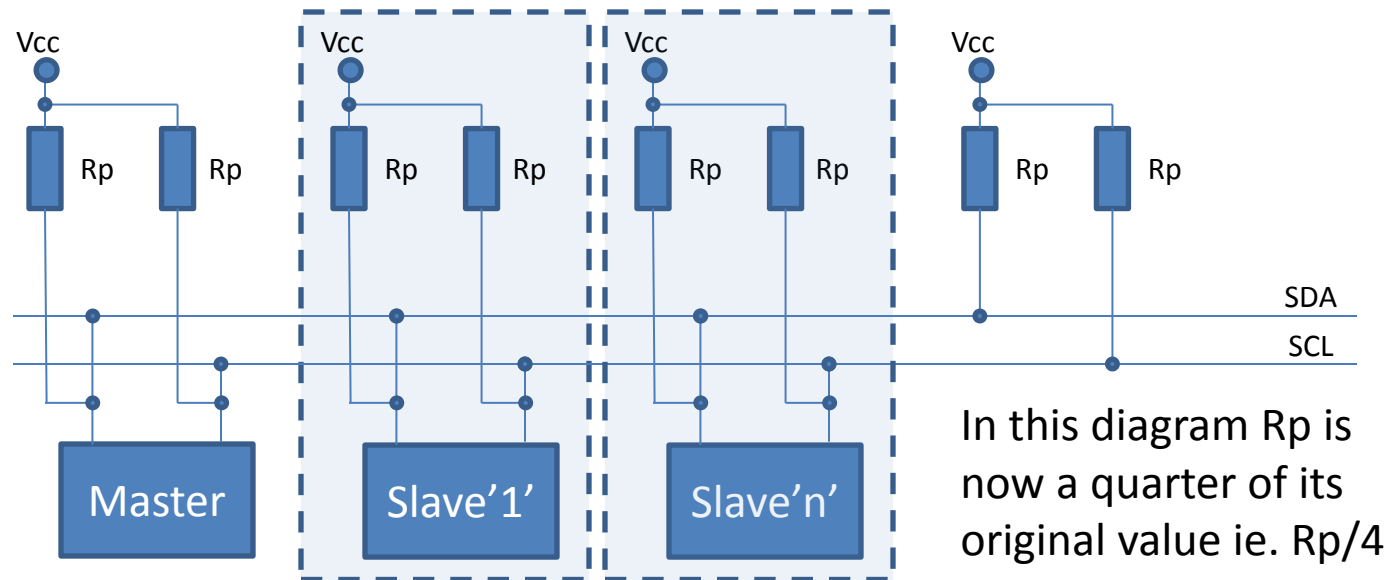 Vcc Vcc Vcc Vcc
Rp Rp Rp Rp Rp Rp Rp Rp
SDA
SCL
Master Slave’1’ Slave’n’
In this diagram Rp is
now a quarter of its
original value ie. Rp/4